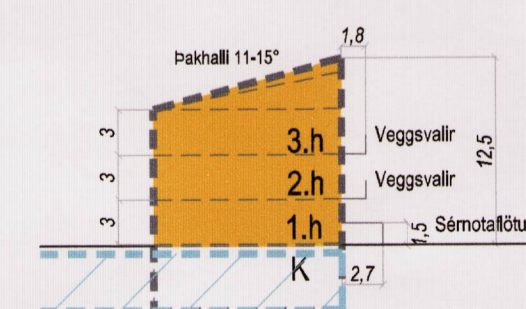 1,8
Þakhalli 11-15°
3
3.h
Veggsvalir
12,5
3
2.h
Veggsvalir
3
1.h
1,5
Sérnotaflötu
K
2,7